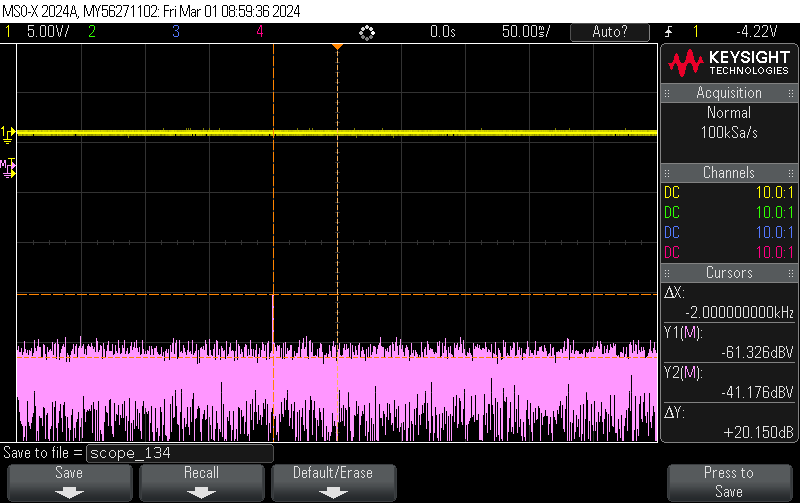 MSO-X 2024A, MY56271102: Fri Mar 01 08:59:36 2024
1 5.00V/ 2 3 4 0.0s 50.00s/ Auto? 1 -4.22V
KEYSIGHT
TECHNOLOGIES
Acquisition
Normal
100kSa/s
Channels
DC 10.0:1
DC 10.0:1
DC 10.0:1
DC 10.0:1
Cursors
ΔX:
-2.000000000kHz
Y1(M):
-61.326dBV
Y2(M):
-41.176dBV
ΔY:
+20.150dB
1
M
Save to file = scope_134
Save
Recall
Default/Erase
Press to
Save